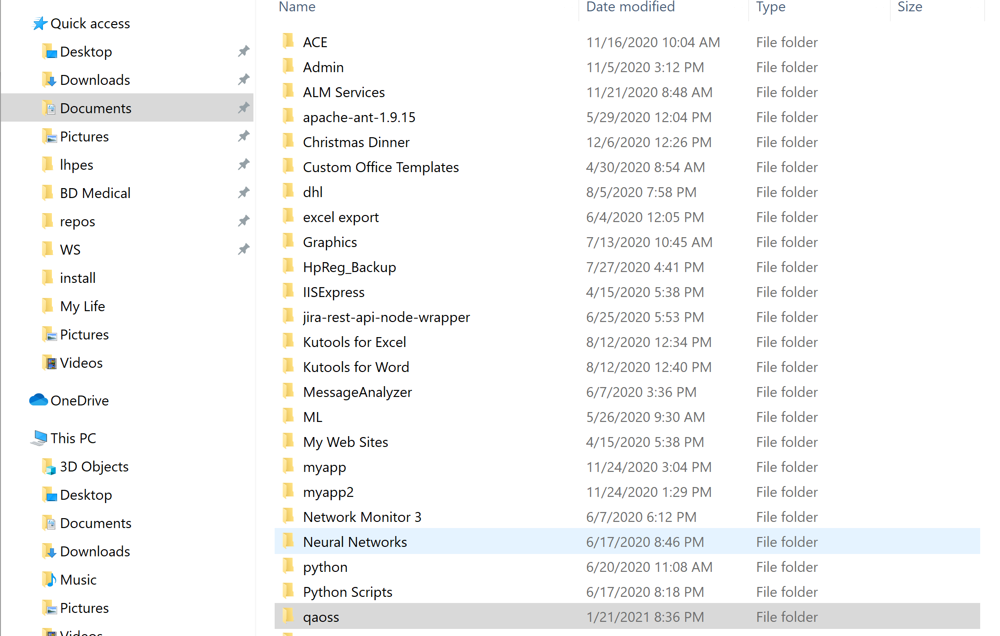 Quick access
Desktop
Downloads
Documents
Pictures
lhpes
BD Medical
repos
WS
install
My Life
Pictures
Videos
OneDrive
This PC
3D Objects
Desktop
Documents
Downloads
Music
Pictures
Videos
Name Date modified Type Size
ACE 11/16/2020 10:04 AM File folder
Admin 11/5/2020 3:12 PM File folder
ALM Services 11/21/2020 8:48 AM File folder
apache-ant-1.9.15 5/29/2020 12:04 PM File folder
Christmas Dinner 12/6/2020 12:26 PM File folder
Custom Office Templates 4/30/2020 8:54 AM File folder
dhl 8/5/2020 7:58 PM File folder
excel export 6/4/2020 12:05 PM File folder
Graphics 7/13/2020 10:45 AM File folder
HpReg_Backup 7/27/2020 4:41 PM File folder
IISExpress 4/15/2020 5:38 PM File folder
jira-rest-api-node-wrapper 6/25/2020 5:53 PM File folder
Kutools for Excel 8/12/2020 12:34 PM File folder
Kutools for Word 8/12/2020 12:40 PM File folder
MessageAnalyzer 6/7/2020 3:36 PM File folder
ML 5/26/2020 9:30 AM File folder
My Web Sites 4/15/2020 5:38 PM File folder
myapp 11/24/2020 3:04 PM File folder
myapp2 11/24/2020 1:29 PM File folder
Network Monitor 3 6/7/2020 6:12 PM File folder
Neural Networks 6/17/2020 8:46 PM File folder
python 6/20/2020 11:08 AM File folder
Python Scripts 6/17/2020 8:18 PM File folder
qaoss 1/21/2021 8:36 PM File folder